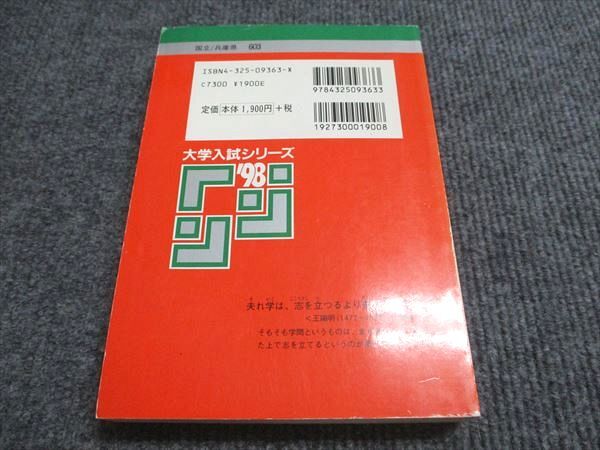 国立/兵庫県 603
ISBN4-325-09363-X
C7300 ¥1900E
定価 本体 1,900円 +税
9784325093633
1927300019008
大学入試シリーズ
'98
夫れ学は、志を立つるより
<王陽明(1472-
そもそも学問というものは、
た上で志を立てるというのが